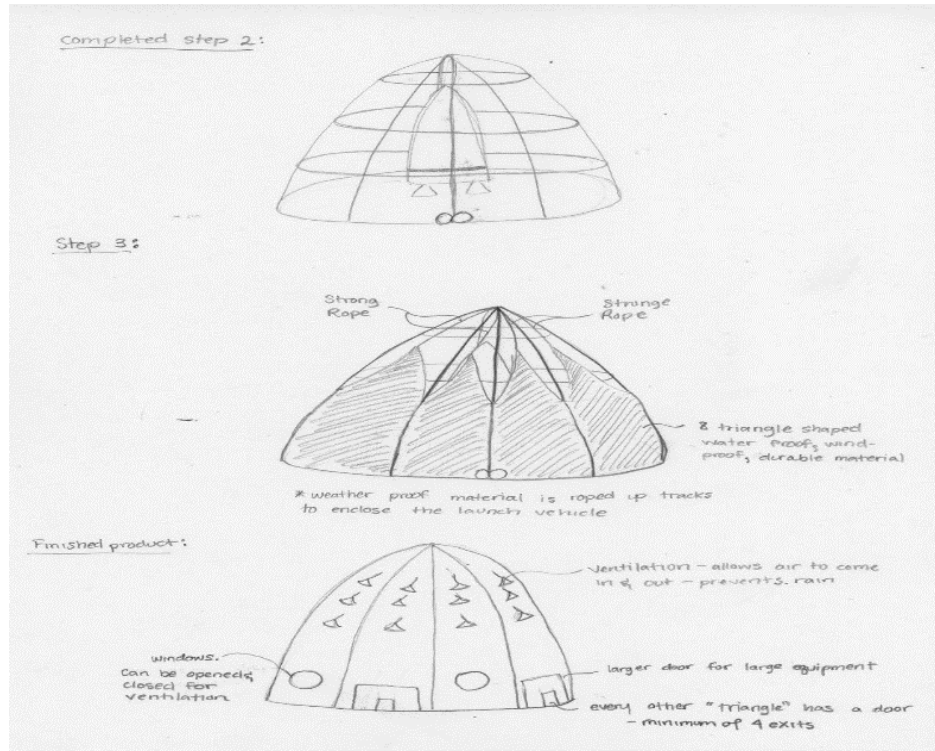 Completed step 2:
Step 3:
Strong
Rope
Strange
Rope
8 triangle shaped
water proof, wind-
proof, durable material
* weather proof material is roped up tracks
to enclose the launch vehicle
Finished product:
ventilation - allows air to come
in & out - prevents rain
windows.
can be opened &
closed for
ventilation
larger door for large equipment
every other "triangle" has a door
- minimum of 4 exits